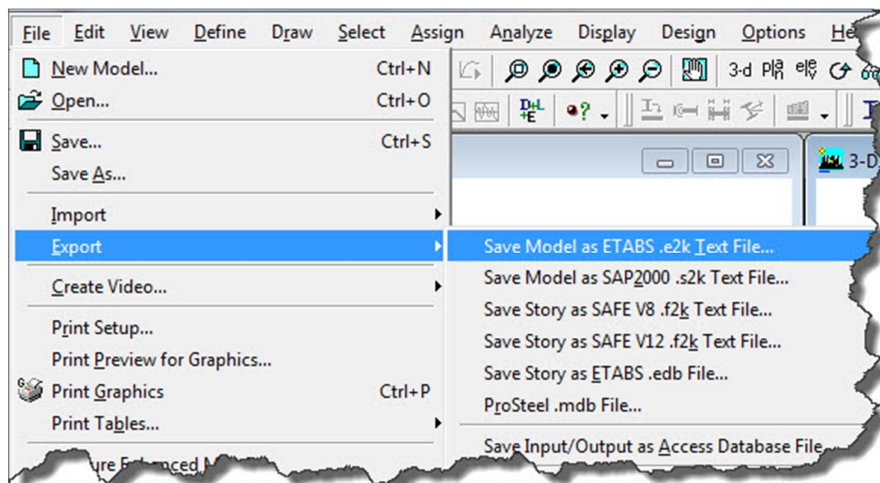 File Edit View Define Draw Select Assign Analyze Display Design Options He
New Model... Ctrl+N
Open... Ctrl+O
Save... Ctrl+S
Save As...
Import
Export
Create Video...
Print Setup...
Print Preview for Graphics...
Print Graphics Ctrl+P
Print Tables...
3-d
3-D
Save Model as ETABS .e2k Text File...
Save Model as SAP2000 .s2k Text File...
Save Story as SAFE V8 .f2k Text File...
Save Story as SAFE V12 .f2k Text File...
Save Story as ETABS .edb File...
ProSteel .mdb File...
Save Input/Output as Access Database File